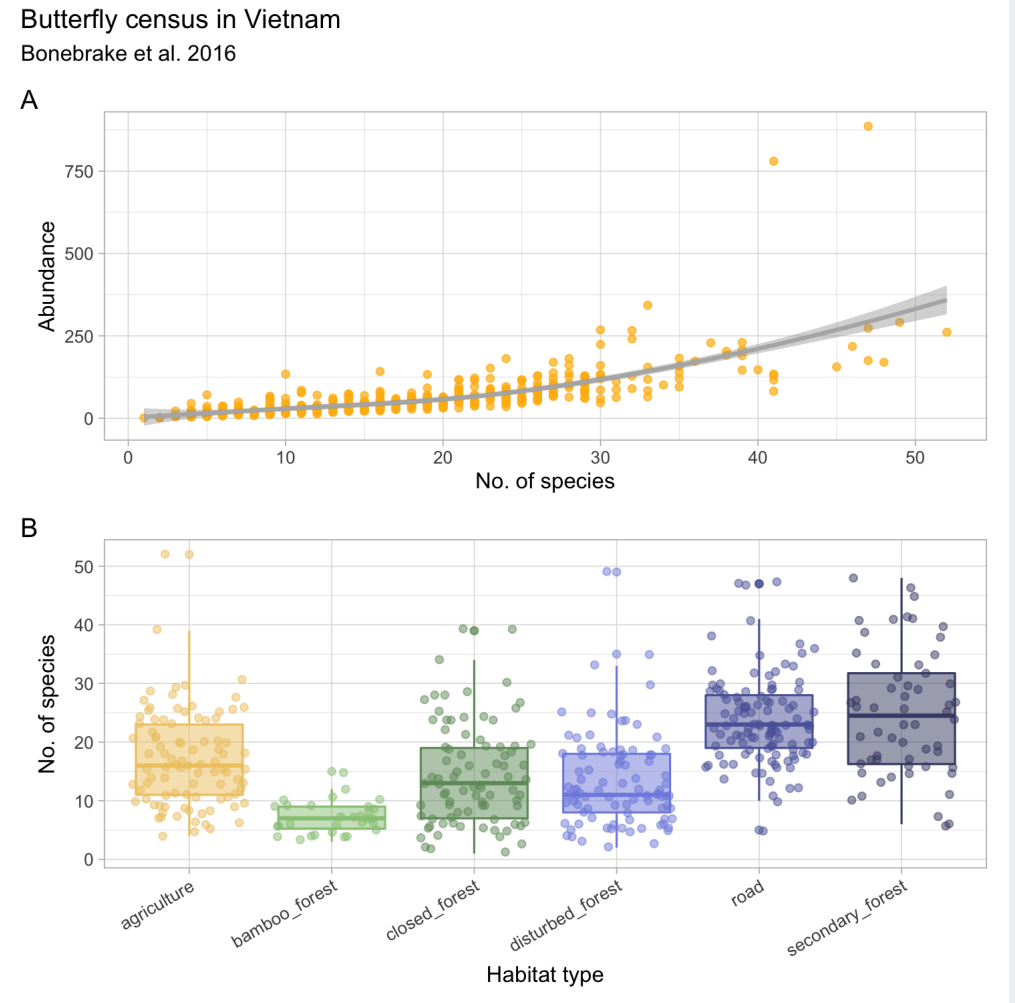 Butterfly census in Vietnam
Bonebrake et al. 2016
A
Abundance
750
500
250
0
0 10 20 30 40 50
No. of species
B
No. of species
50
40
30
20
10
0
agriculture bamboo_forest closed_forest disturbed_forest road secondary_forest
Habitat type